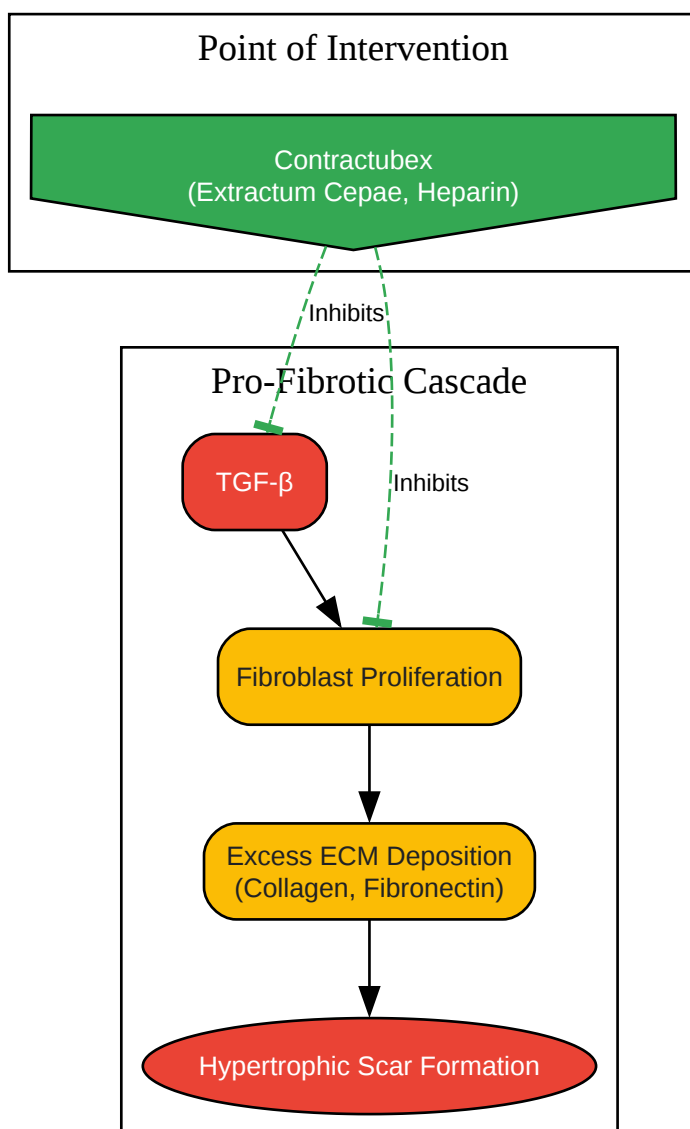 Point of Intervention
Contractubex
(Extractum Cepae, Heparin)
Inhibits
Pro-Fibrotic Cascade
TGF-β
Inhibits
Fibroblast Proliferation
Excess ECM Deposition
(Collagen, Fibronectin)
Hypertrophic Scar Formation